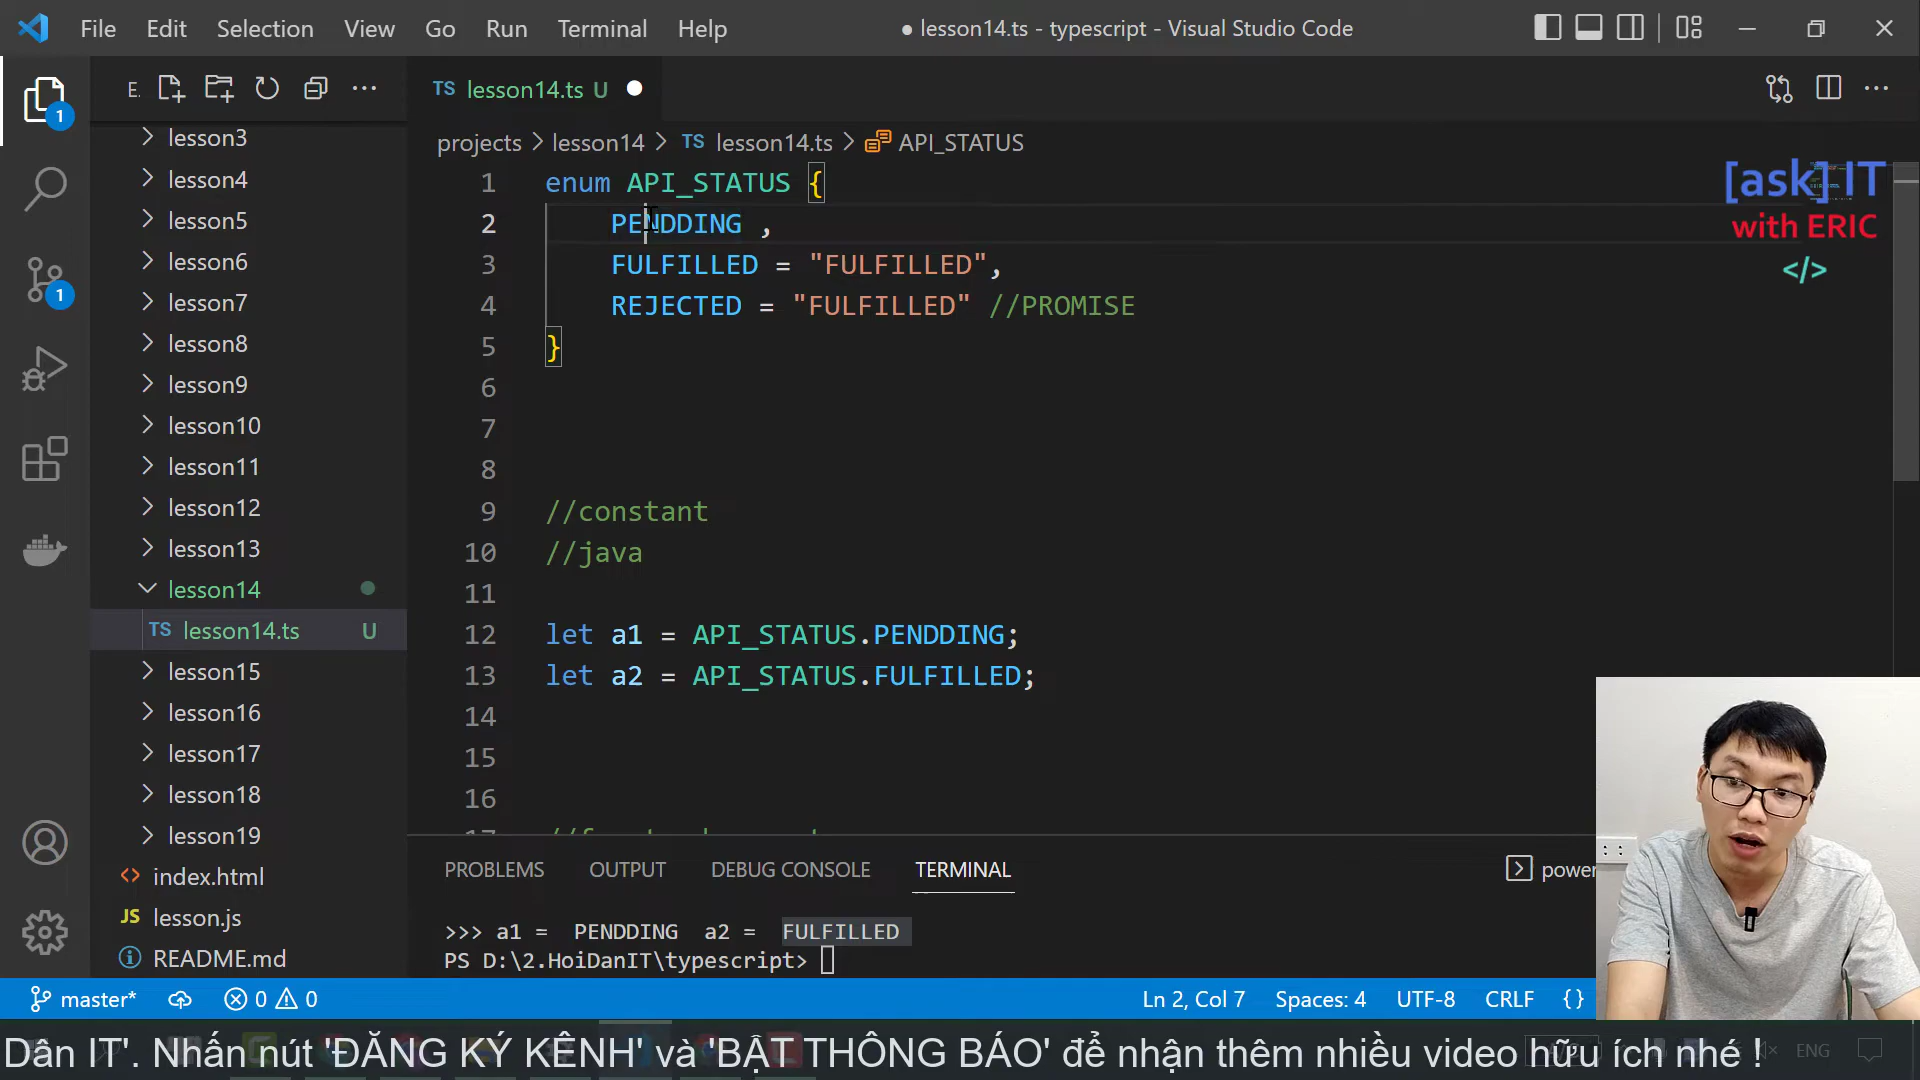 File Edit Selection View Go Run Terminal Help
● lesson14.ts - typescript - Visual Studio Code
E.
TS lesson14.ts U
projects > lesson14 > TS lesson14.ts > API_STATUS
1
1
lesson3
lesson4
lesson5
lesson6
lesson7
lesson8
lesson9
lesson10
lesson11
lesson12
lesson13
lesson14
TS lesson14.ts U
lesson15
lesson16
lesson17
lesson18
lesson19
<> index.html
JS lesson.js
README.md
1 enum API_STATUS {
2 PENDDING ,
3 FULFILLED = "FULFILLED",
4 REJECTED = "FULFILLED" //PROMISE
5 }
6
7
8
9 //constant
10 //java
11
12 let a1 = API_STATUS.PENDDING;
13 let a2 = API_STATUS.FULFILLED;
14
15
16
[ask] IT
with ERIC
</>
PROBLEMS OUTPUT DEBUG CONSOLE TERMINAL
power
>>> a1 = PENDDING a2 = FULFILLED
PS D:\2.HoiDanIT\typescript>
master* 0 0 Ln 2, Col 7 Spaces: 4 UTF-8 CRLF {}
Dân IT'. Nhấn nút 'ĐĂNG KÝ KÊNH' và 'BẬT THÔNG BÁO' để nhận thêm nhiều video hữu ích nhé !
ENG